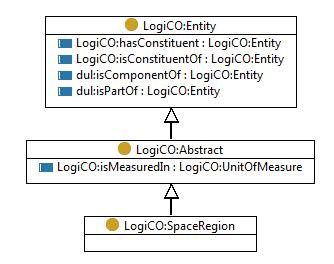 LogiCO:Entity
LogiCO:hasConstituent : LogiCO:Entity
LogiCO:isConstituentOf : LogiCO:Entity
dul:isComponentOf : LogiCO:Entity
dul:isPartOf : LogiCO:Entity
LogiCO:Abstract
LogiCO:isMeasuredIn : LogiCO:UnitOfMeasure
LogiCO:SpaceRegion